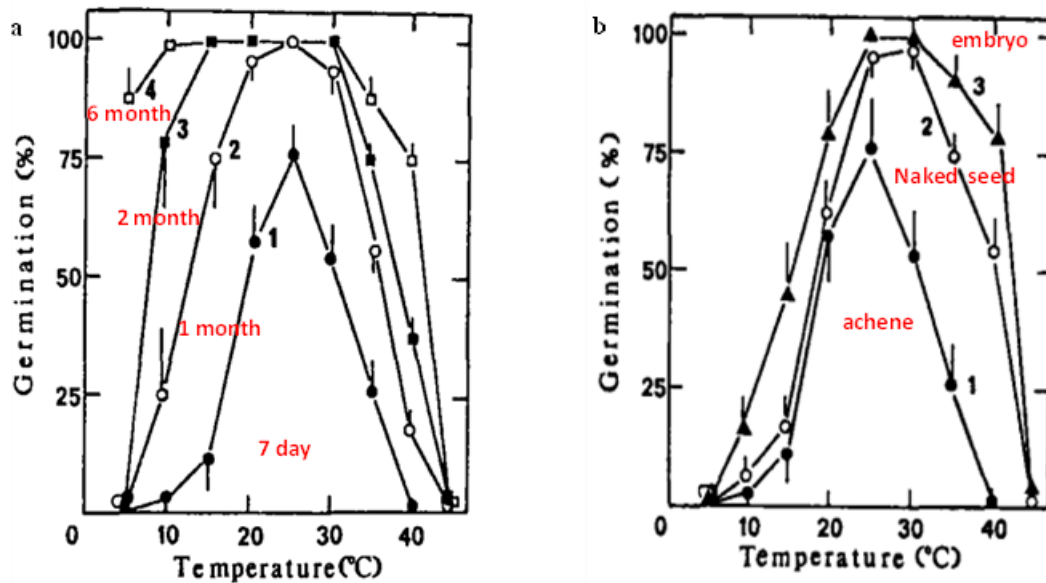 a
Germination (%)
100
75
50
25
0
10
20
30
40
Temperature(°C)
4
6 month
3
2 month
2
1 month
1
7 day
b
Germination (%)
100
75
50
25
0
10
20
30
40
Temperature (°C)
embryo
3
2
Naked seed
achene
1